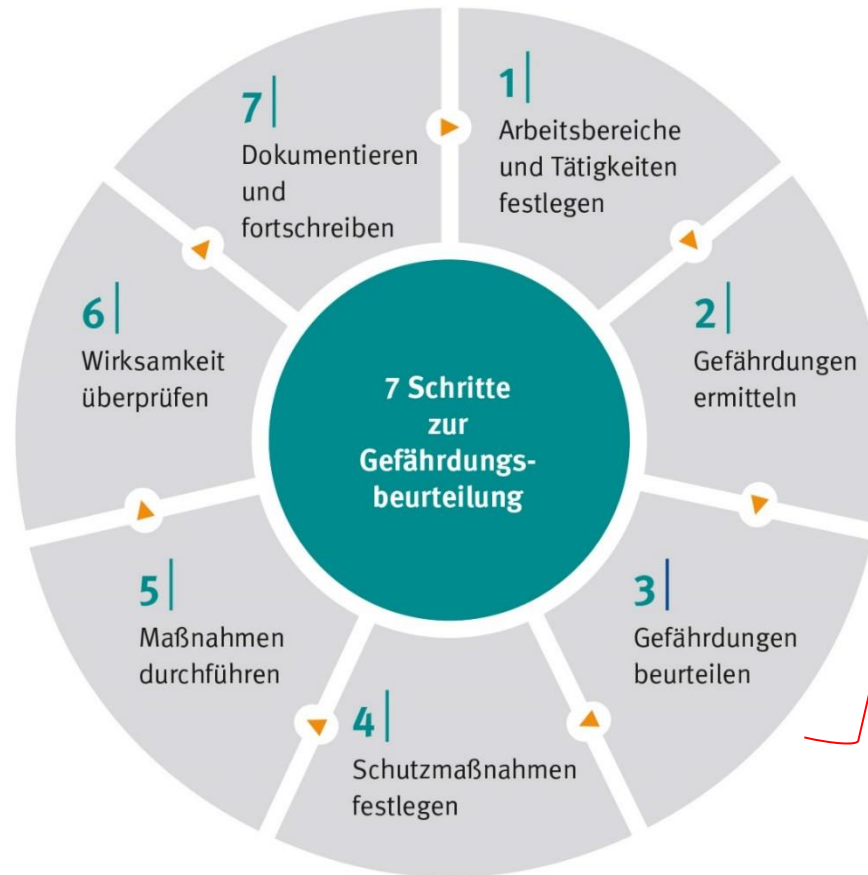 7 Schritte
zur
Gefährdungs-
beurteilung
1
Arbeitsbereiche
und Tätigkeiten
festlegen
2
Gefährdungen
ermitteln
3
Gefährdungen
beurteilen
4
Schutzmaßnahmen
festlegen
5
Maßnahmen
durchführen
6
Wirksamkeit
überprüfen
7
Dokumentieren
und
fortschreiben